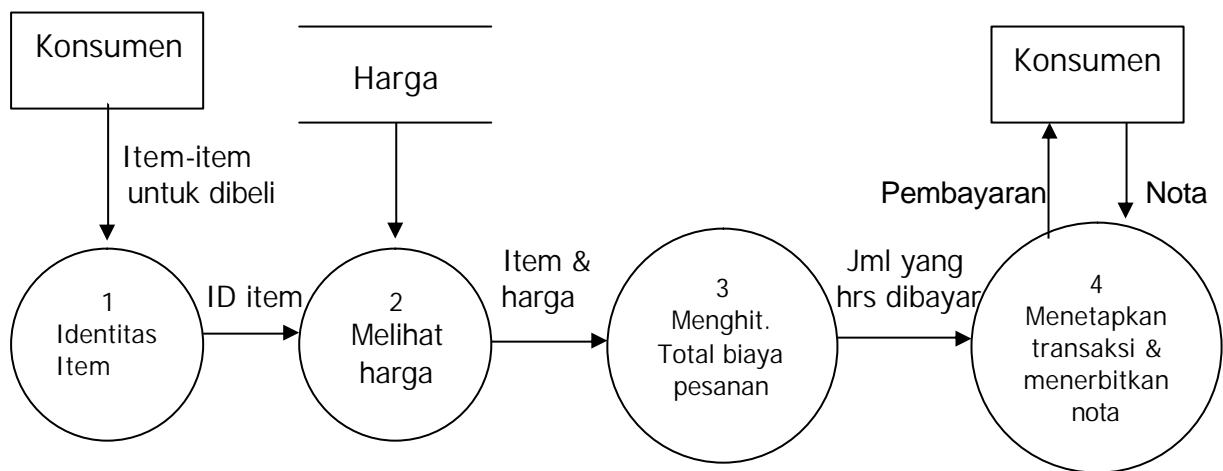 Konsumen
Harga
Konsumen
Item-item
untuk dibeli
Pembayaran
Nota
1
Identitas
Item
ID item
2
Melihat
harga
Item &
harga
3
Menghit.
Total biaya
pesanan
Jml yang
hrs dibayar
4
Menetapkan
transaksi &
menerbitkan
nota